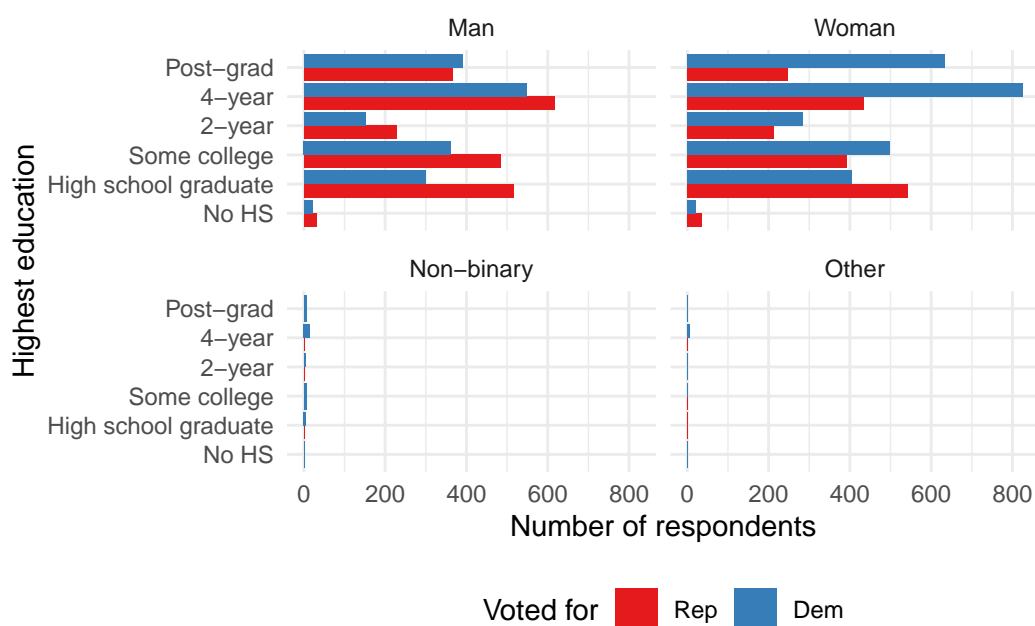 Man
Woman
Post−grad
4−year
2−year
Some college
High school graduate
No HS
Non−binary
Other
Post−grad
4−year
2−year
Some college
High school graduate
No HS
0 200 400 600 800
0 200 400 600 800
Number of respondents
Highest education
Voted for Rep Dem